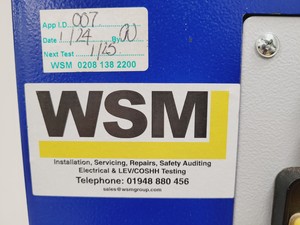 App I.D 007
Date 1/24 By
Next Test 1/25
WSM 0208 138 2200
WSM
Installation, Servicing, Repairs, Safety Auditing
Electrical & LEV/COSHH Testing
Telephone: 01948 880 456
sales@wsmgroup.com